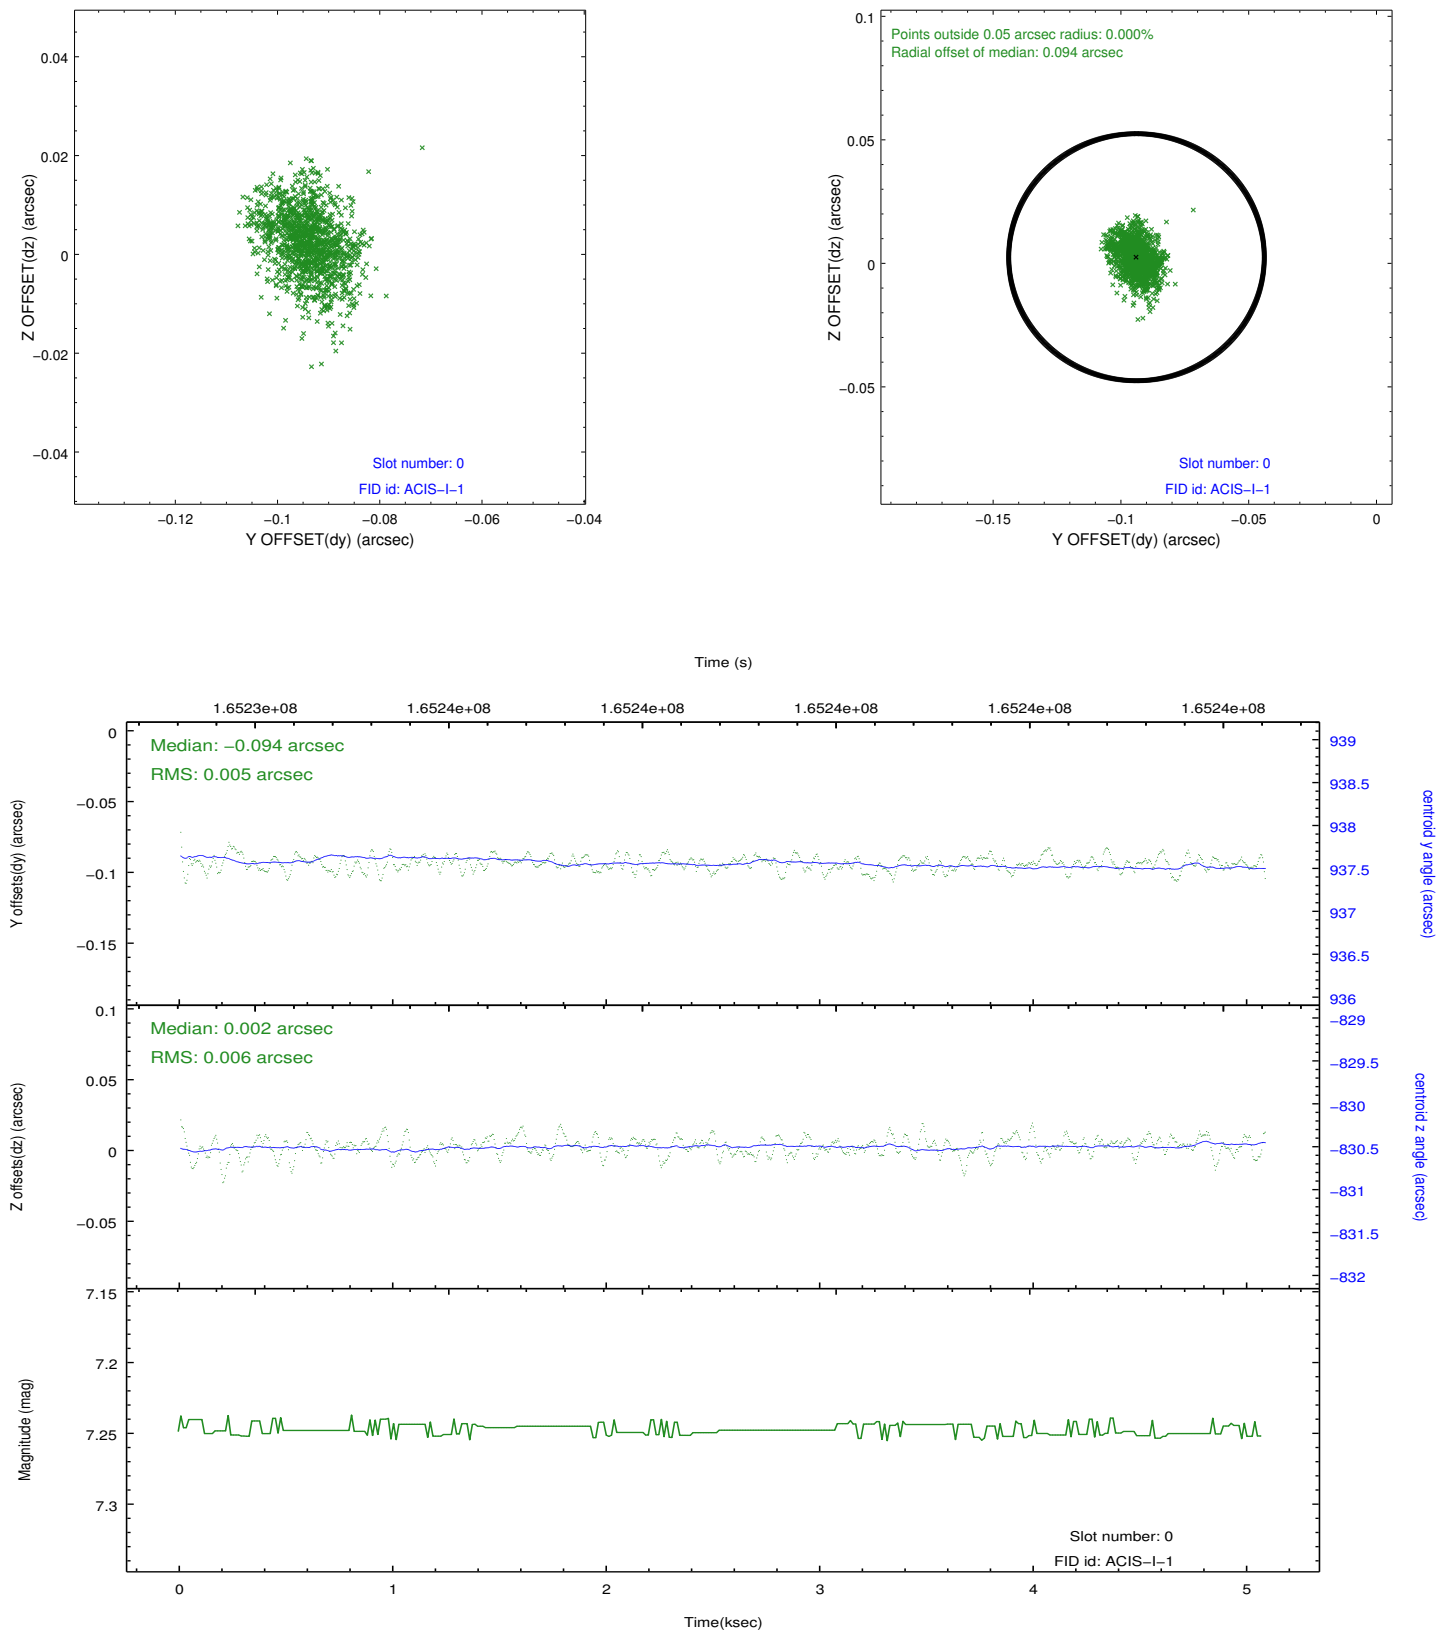 0.04
0.02
0
−0.02
−0.04
Z OFFSET(dz) (arcsec)
Slot number: 0
FID id: ACIS−I−1
−0.12
−0.1
−0.08
−0.06
−0.04
Y OFFSET(dy) (arcsec)
0.1
0.05
0
−0.05
Z OFFSET(dz) (arcsec)
Points outside 0.05 arcsec radius: 0.000%
Radial offset of median: 0.094 arcsec
Slot number: 0
FID id: ACIS−I−1
−0.15
−0.1
−0.05
0
Y OFFSET(dy) (arcsec)
Time (s)
1.6523e+08
1.6524e+08
1.6524e+08
1.6524e+08
1.6524e+08
1.6524e+08
0
−0.05
−0.1
−0.15
Y offsets(dy) (arcsec)
Median: −0.094 arcsec
RMS: 0.005 arcsec
939
938.5
938
937.5
937
936.5
936
centroid y angle (arcsec)
0.1
0.05
0
−0.05
Z offsets(dz) (arcsec)
Median: 0.002 arcsec
RMS: 0.006 arcsec
−829
−829.5
−830
−830.5
−831
−831.5
−832
centroid z angle (arcsec)
7.15
7.2
7.25
7.3
Magnitude (mag)
Slot number: 0
FID id: ACIS−I−1
0
1
2
3
4
5
Time(ksec)